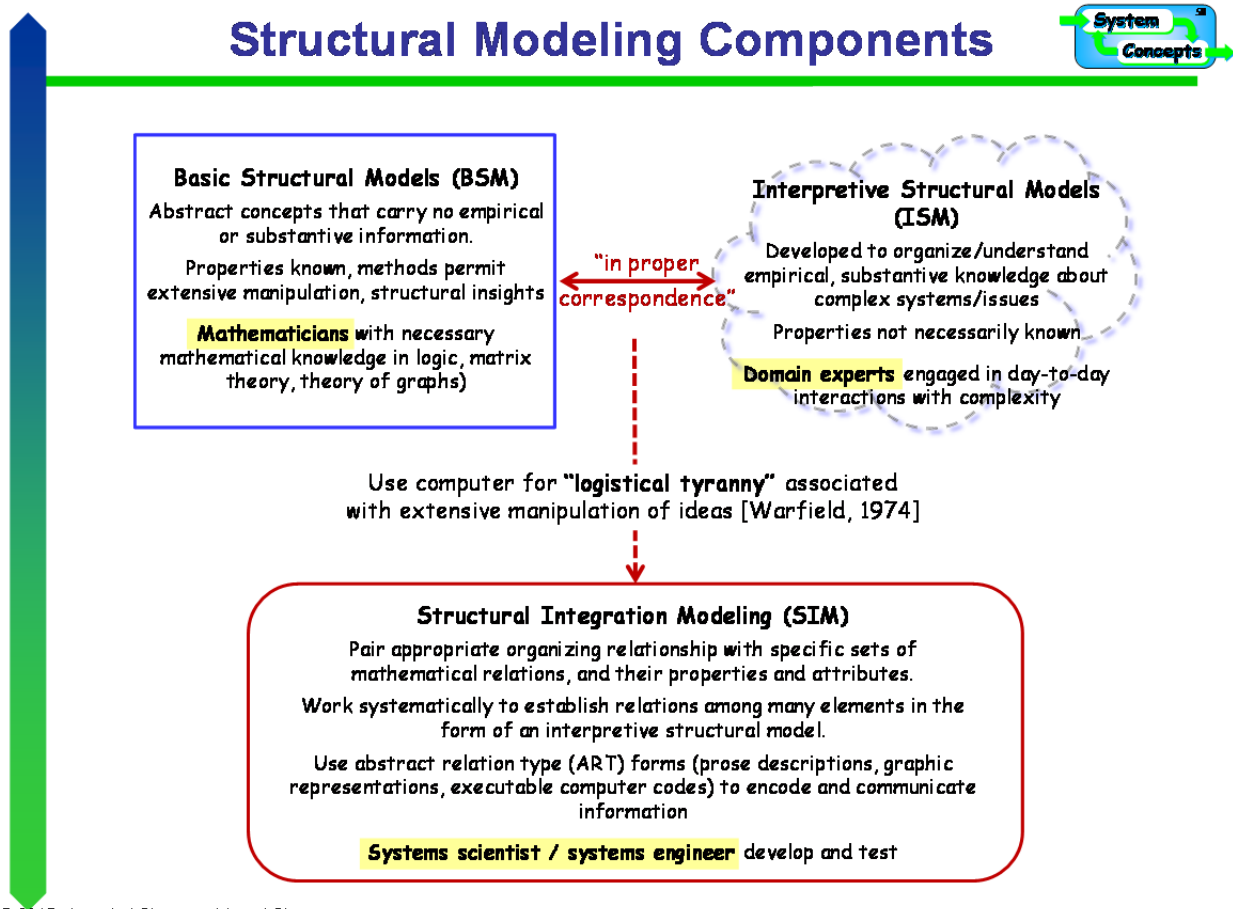 Structural Modeling Components
System
Concepts
Basic Structural Models (BSM)
Abstract concepts that carry no empirical
or substantive information.
Properties known, methods permit
extensive manipulation, structural insights
Mathematicians with necessary
mathematical knowledge in logic, matrix
theory, theory of graphs)
"in proper
correspondence"
Interpretive Structural Models
(ISM)
Developed to organize/understand
empirical, substantive knowledge about
complex systems/issues
Properties not necessarily known
Domain experts engaged in day-to-day
interactions with complexity
Use computer for "logistical tyranny" associated
with extensive manipulation of ideas [Warfield, 1974]
Structural Integration Modeling (SIM)
Pair appropriate organizing relationship with specific sets of
mathematical relations, and their properties and attributes.
Work systematically to establish relations among many elements in the
form of an interpretive structural model.
Use abstract relation type (ART) forms (prose descriptions, graphic
representations, executable computer codes) to encode and communicate
information
Systems scientist / systems engineer develop and test